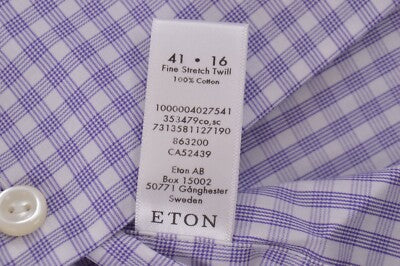 41 • 16
Fine Stretch Twill
100% Cotton
1000004027541
353479co,sc
7313581127190
863200
CA52439
Eton AB
Box 15002
50771 Gånghester
Sweden
ETON